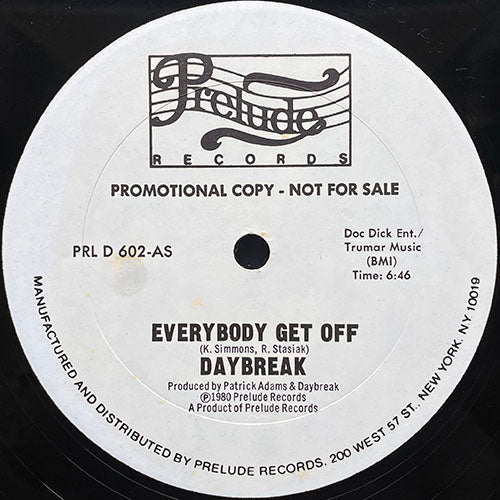 Prelude
RECORDS
PROMOTIONAL COPY - NOT FOR SALE
PRL D 602-AS
Doc Dick Ent./
Trumar Music
(BMI)
Time: 6:46
EVERYBODY GET OFF
(K. Simmons, R. Stasiak)
DAYBREAK
Produced by Patrick Adams & Daybreak
Ⓟ1980 Prelude Records
A Product of Prelude Records
MANUFACTURED AND DISTRIBUTED BY PRELUDE RECORDS. 200 WEST 57 ST., NEW YORK. NY 10019